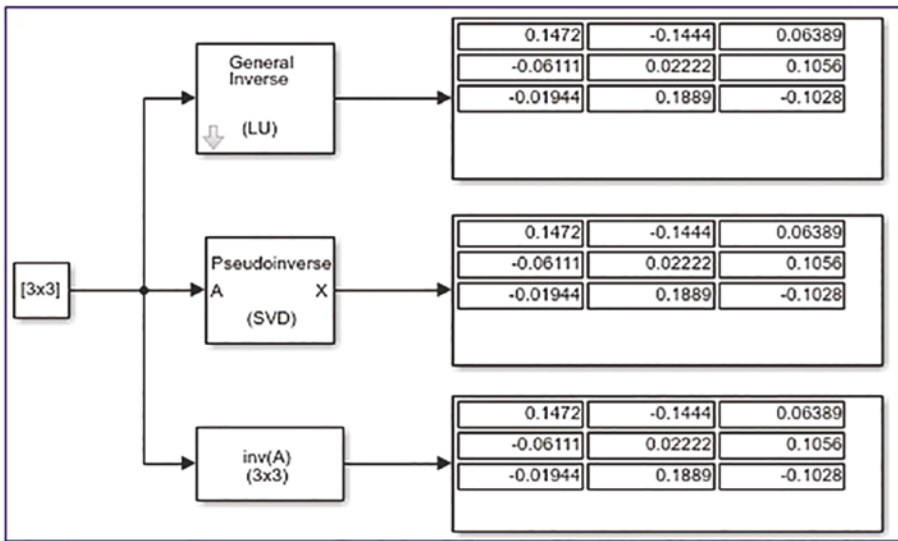 General
Inverse
(LU)
0.1472 -0.1444 0.06389
-0.06111 0.02222 0.1056
-0.01944 0.1889 -0.1028
[3x3]
Pseudoinverse
A X
(SVD)
0.1472 -0.1444 0.06389
-0.06111 0.02222 0.1056
-0.01944 0.1889 -0.1028
inv(A)
(3x3)
0.1472 -0.1444 0.06389
-0.06111 0.02222 0.1056
-0.01944 0.1889 -0.1028